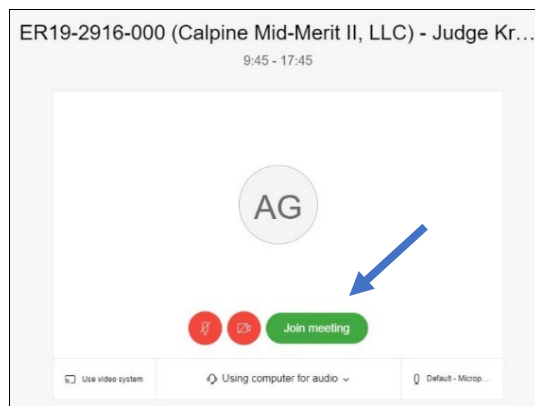 ER19-2916-000 (Calpine Mid-Merit II, LLC) - Judge Kr...
9:45 - 17:45
AG
Join meeting
Use video system Using computer for audio Default - Microp...